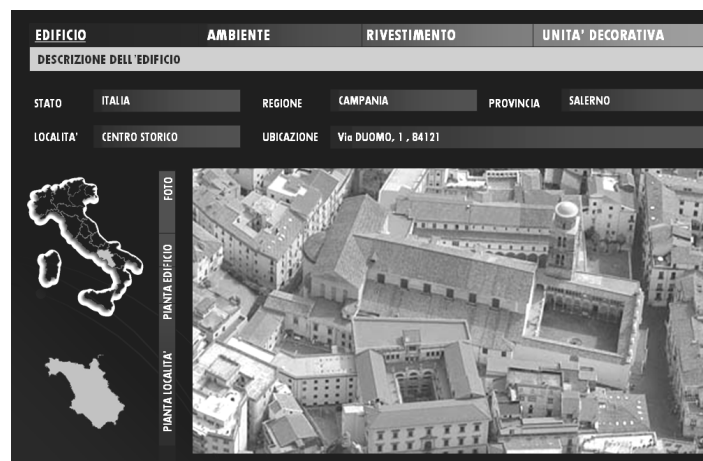 EDIFICIO AMBIENTE RIVESTIMENTO UNITA' DECORATIVA
DESCRIZIONE DELL'EDIFICIO
STATO ITALIA REGIONE CAMPANIA PROVINCIA SALERNO
LOCALITA' CENTRO STORICO UBICAZIONE Via DUOMO, 1 , 84121
FOTO
PIANTA EDIFICIO
PIANTA LOCALITA'